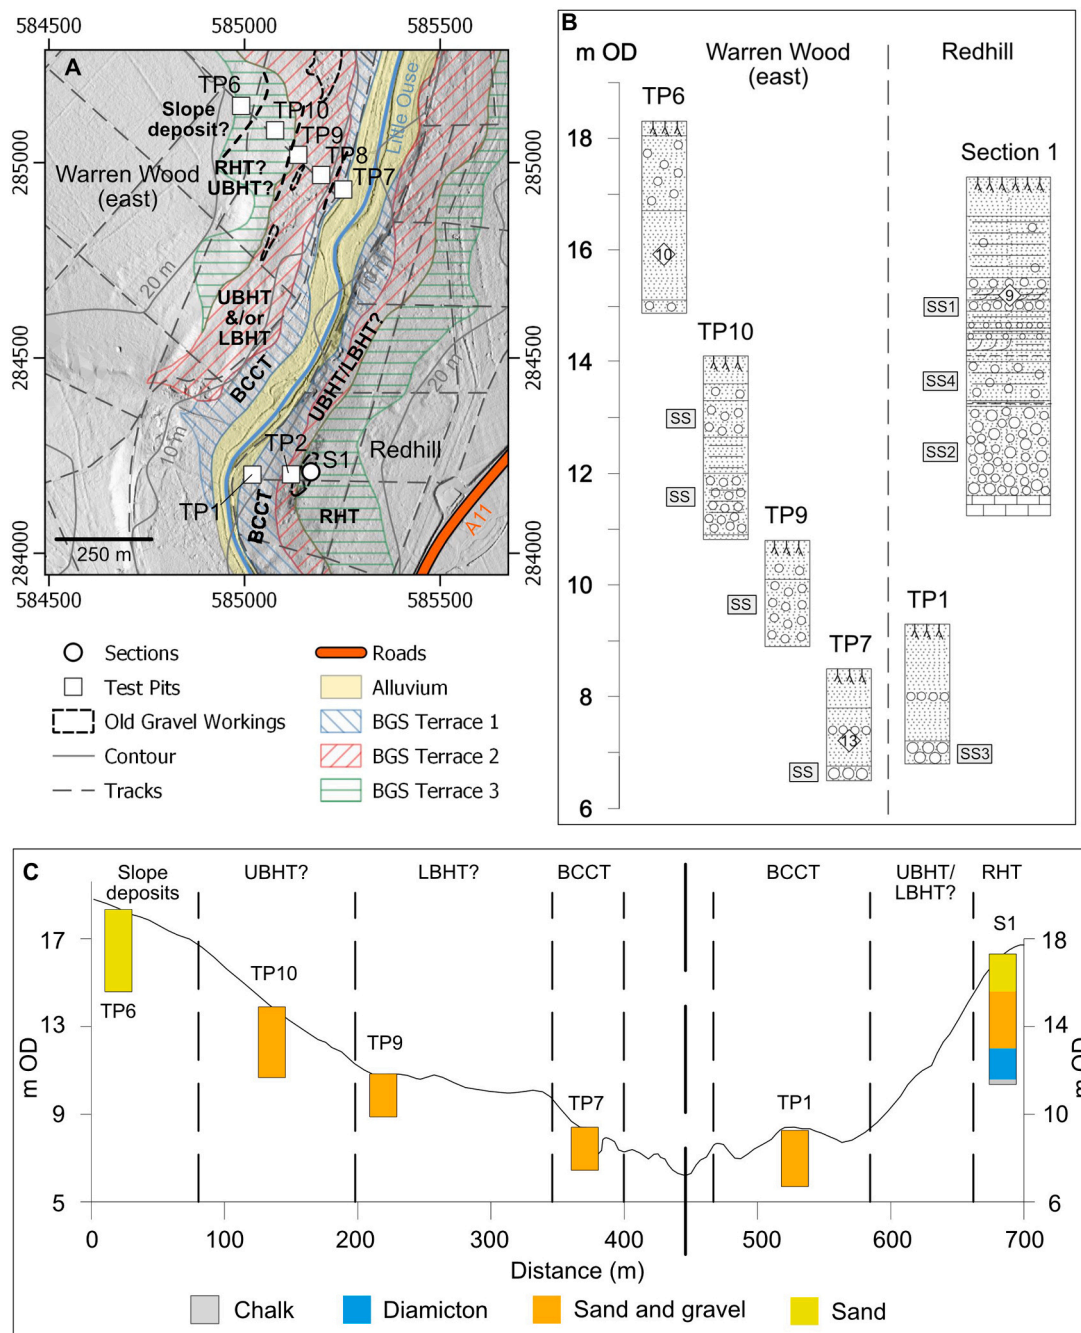 584500
585000
585500
A
TP6
TP10
TP9
TP8
TP7
Slope
deposit?
RHT?
UBHT?
Little Ouse
Warren Wood
(east)
20 m
10 m
UBHT
&/or
LBHT
BCCT
UBHT/LBHT?
20 m
10 m
TP2
S1
Redhill
TP1
BCCT
RHT
A11
250 m
285000
284500
284000
285000
284500
284000
584500
585000
585500
Sections
Test Pits
Old Gravel Workings
Contour
Tracks
Roads
Alluvium
BGS Terrace 1
BGS Terrace 2
BGS Terrace 3
B
m OD
Warren Wood
(east)
Redhill
TP6
18
16
14
12
10
8
6
10
Section 1
9
SS1
SS4
SS2
TP10
SS
SS
TP9
SS
TP7
13
SS
TP1
SS3
C
Slope
deposits
UBHT?
LBHT?
BCCT
BCCT
UBHT/
LBHT?
RHT
S1
TP6
TP10
TP9
TP7
TP1
17
13
9
5
m OD
18
14
10
6
m OD
0
100
200
300
400
500
600
700
Distance (m)
Chalk
Diamicton
Sand and gravel
Sand